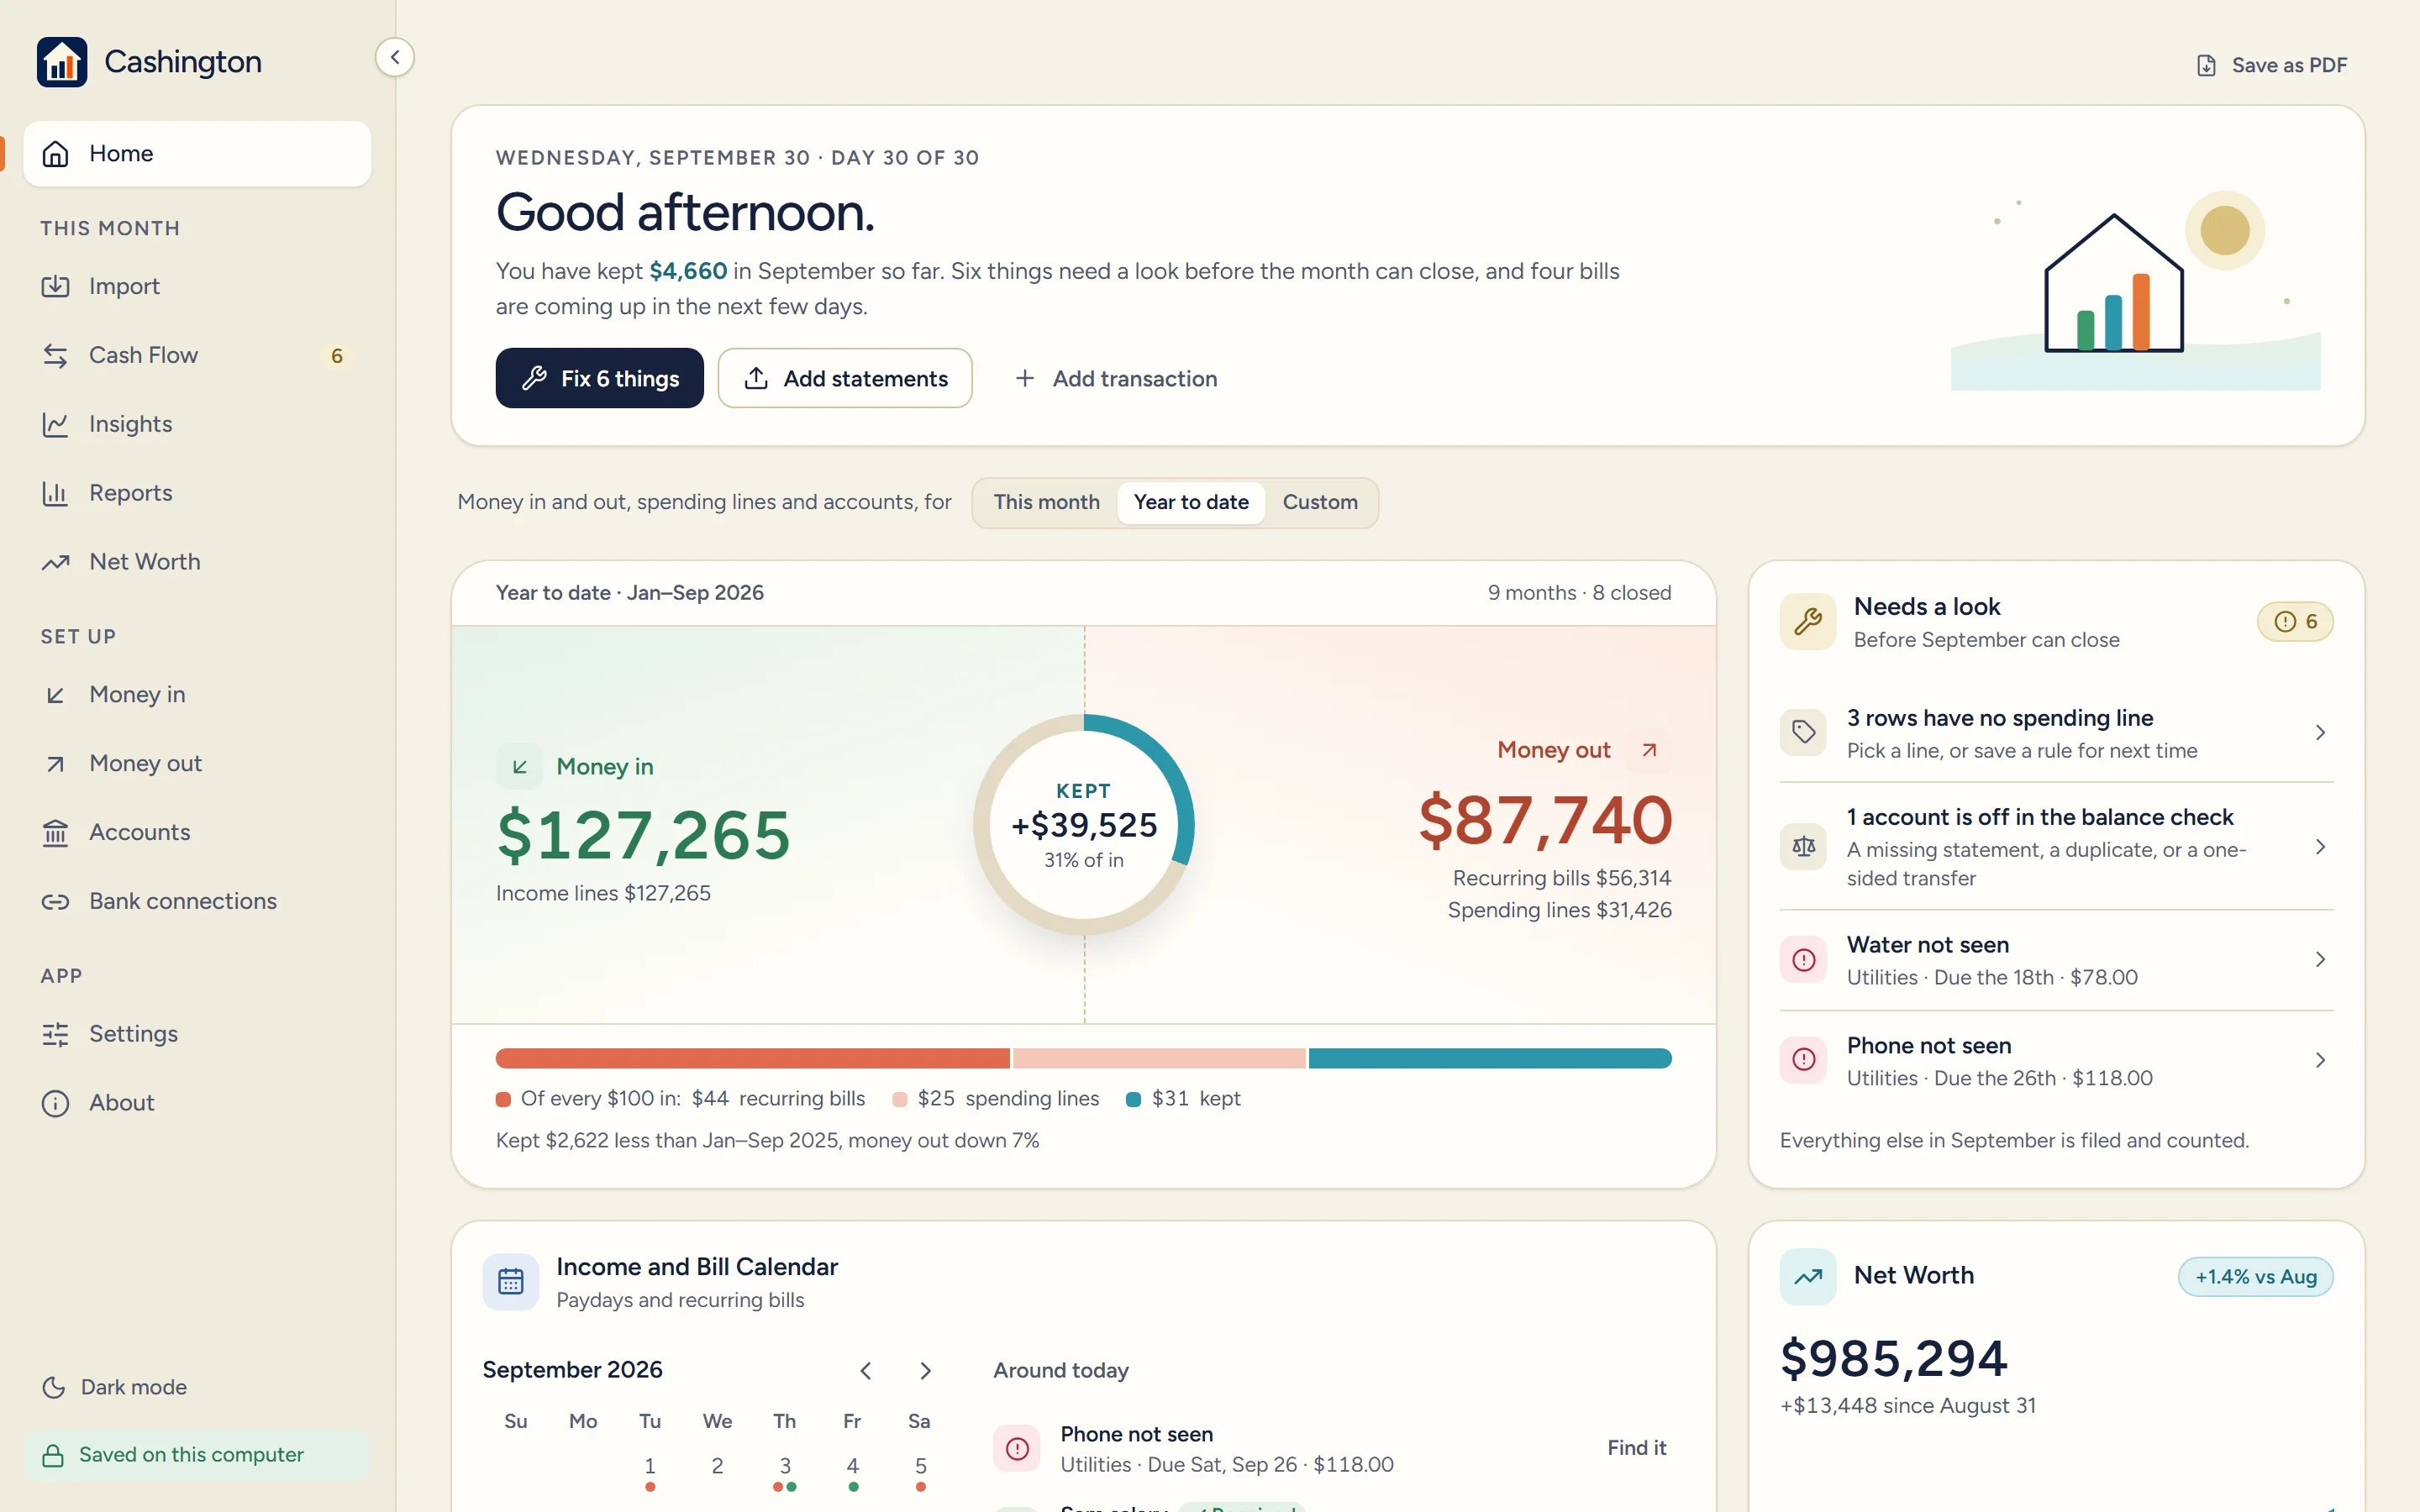 Cashington
Home
THIS MONTH
Import
Cash Flow
6
Insights
Reports
Net Worth
SET UP
Money in
Money out
Accounts
Bank connections
APP
Settings
About
Dark mode
Saved on this computer
Save as PDF
WEDNESDAY, SEPTEMBER 30 · DAY 30 OF 30
Good afternoon.
You have kept $4,660 in September so far. Six things need a look before the month can close, and four bills
are coming up in the next few days.
Fix 6 things
Add statements
Add transaction
Money in and out, spending lines and accounts, for
This month
Year to date
Custom
Year to date · Jan–Sep 2026
9 months · 8 closed
Money in
$127,265
Income lines $127,265
KEPT
+$39,525
31% of in
Money out
$87,740
Recurring bills $56,314
Spending lines $31,426
Of every $100 in: $44 recurring bills
$25 spending lines
$31 kept
Kept $2,622 less than Jan–Sep 2025, money out down 7%
Needs a look
Before September can close
6
3 rows have no spending line
Pick a line, or save a rule for next time
1 account is off in the balance check
A missing statement, a duplicate, or a one-
sided transfer
Water not seen
Utilities · Due the 18th · $78.00
Phone not seen
Utilities · Due the 26th · $118.00
Everything else in September is filed and counted.
Income and Bill Calendar
Paydays and recurring bills
September 2026
Su Mo Tu We Th Fr Sa
1 2 3 4 5
Around today
Phone not seen
Utilities · Due Sat, Sep 26 · $118.00
Find it
Net Worth
+1.4% vs Aug
$985,294
+$13,448 since August 31